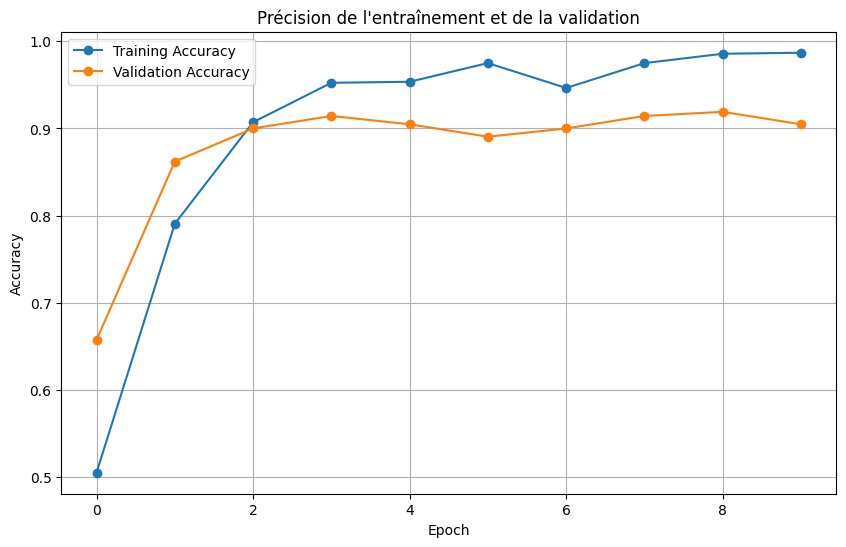 Précision de l'entraînement et de la validation
Training Accuracy
Validation Accuracy
1.0
0.9
0.8
0.7
0.6
0.5
Accuracy
0 2 4 6 8
Epoch